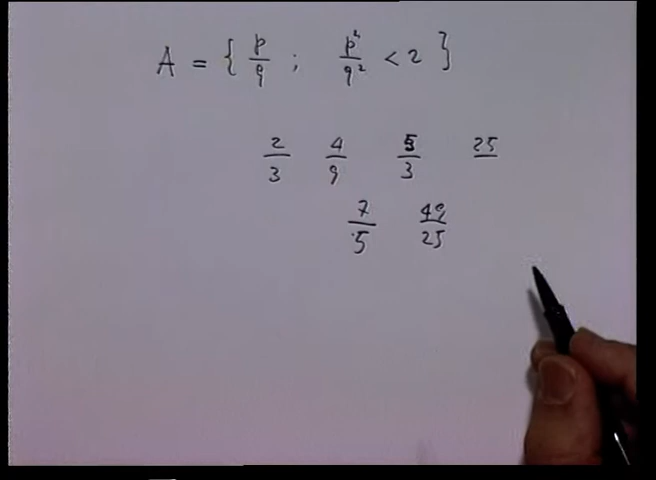 A = { p/q ; p²/q² < 2 }
2/3 4/9 5/3 25/
7/5 49/25